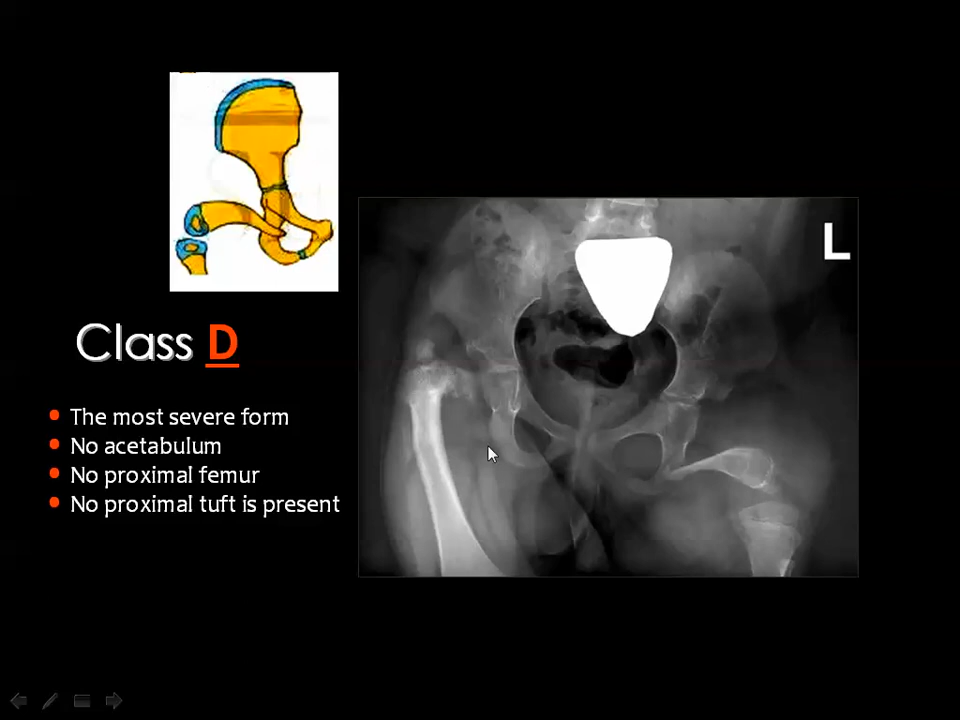 L
Class D
The most severe form
No acetabulum
No proximal femur
No proximal tuft is present